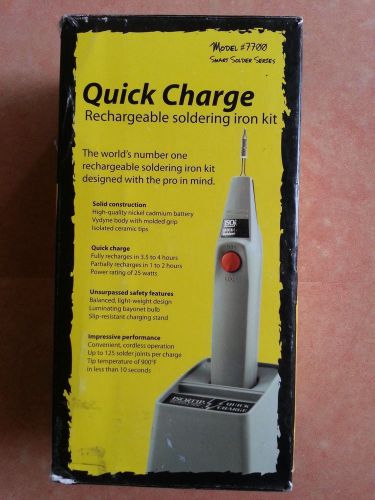 Model #7700
Smart Solder Series
Quick Charge
Rechargeable soldering iron kit
The world's number one
rechargeable soldering iron kit
designed with the pro in mind.
Solid construction
High-quality nickel cadmium battery
Vydyne body with molded grip
Isolated ceramic tips
Quick charge
Fully recharges in 3.5 to 4 hours
Partially recharges in 1 to 2 hours
Power rating of 25 watts
Unsurpassed safety features
Balanced, light-weight design
Luminating bayonet bulb
Slip-resistant charging stand
Impressive performance
Convenient, cordless operation
Up to 125 solder joints per charge
Tip temperature of 900°F
in less than 10 seconds
ISOTIP
QUICK
CHARGE